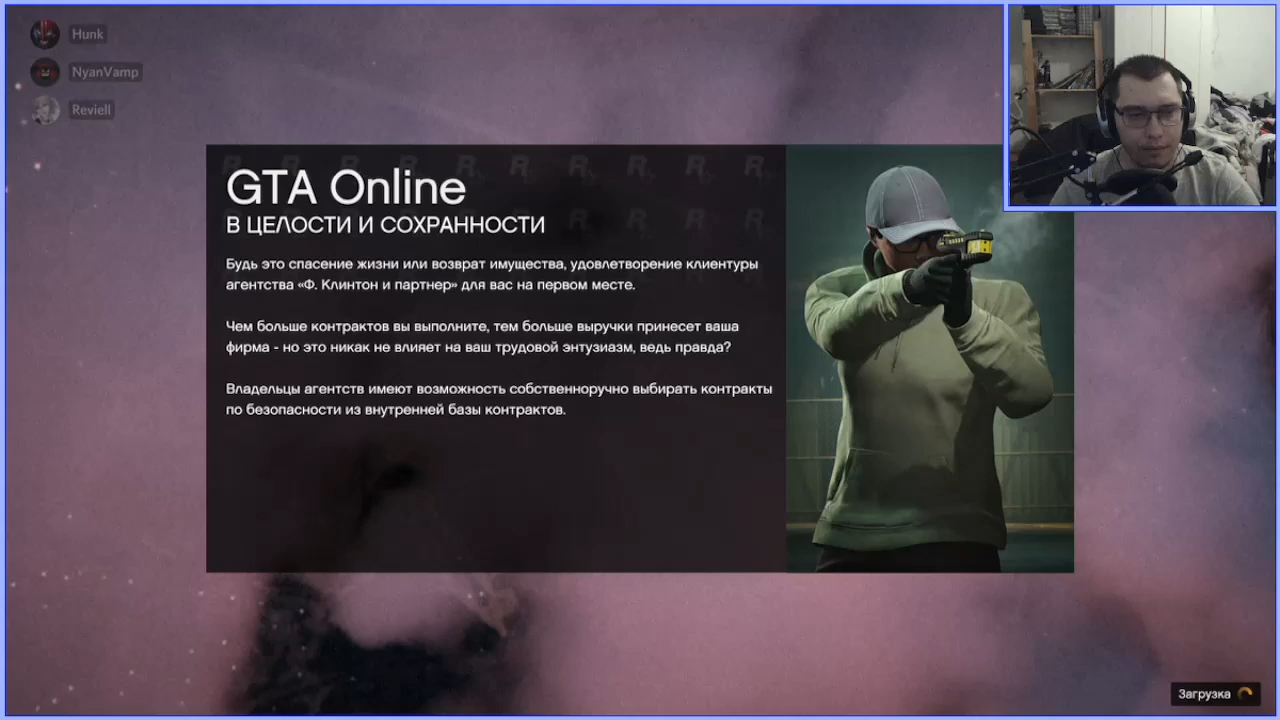 Hunk
NyanVamp
Reviell
GTA Online
В ЦЕЛОСТИ И СОХРАННОСТИ
Будь это спасение жизни или возврат имущества, удовлетворение клиентуры
агентства «Ф. Клинтон и партнер» для вас на первом месте.
Чем больше контрактов вы выполните, тем больше выручки принесет ваша
фирма - но это никак не влияет на ваш трудовой энтузиазм, ведь правда?
Владельцы агентств имеют возможность собственноручно выбирать контракты
по безопасности из внутренней базы контрактов.
Загрузка